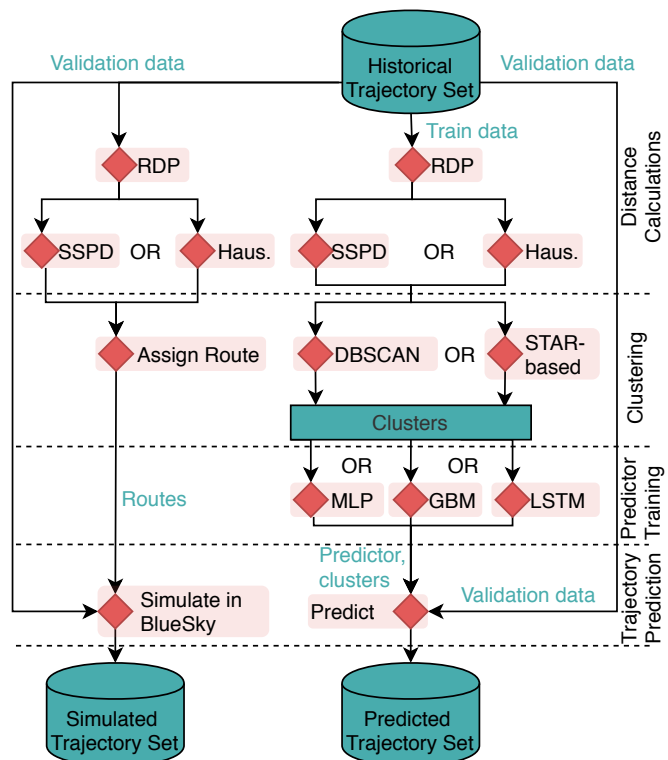 Validation data
Historical
Trajectory Set
Validation data
Train data
RDP
RDP
Distance
Calculations
SSPD
OR
Haus.
SSPD
OR
Haus.
Assign Route
DBSCAN
OR
STAR-
based
Clustering
Clusters
OR
OR
MLP
GBM
LSTM
Predictor
Training
Routes
Predictor,
clusters
Simulate in
BlueSky
Predict
Validation data
Trajectory
Prediction
Simulated
Trajectory Set
Predicted
Trajectory Set